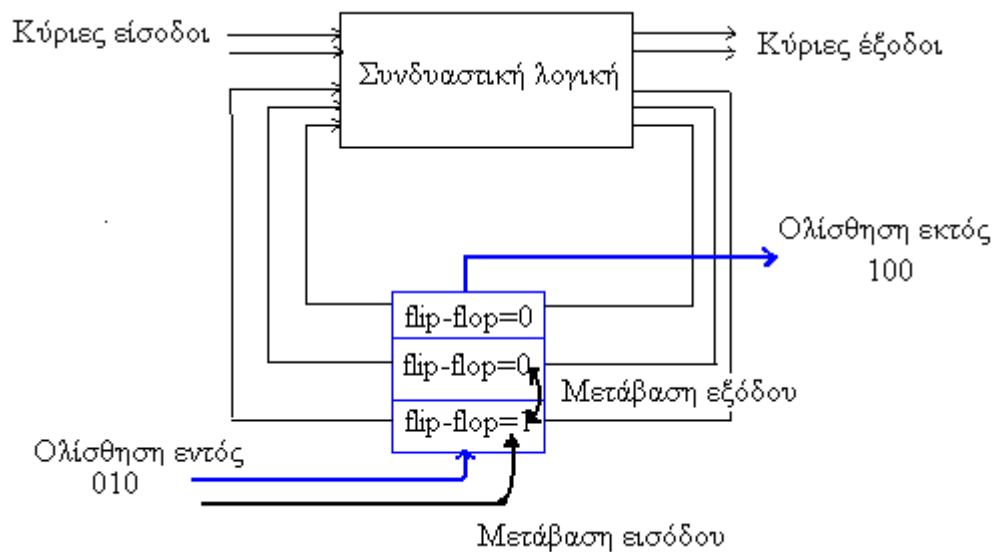 Κύριες είσοδοι
Συνδυαστική λογική
Κύριες έξοδοι
Ολίσθηση εκτός
100
flip-flop=0
flip-flop=0
Μετάβαση εξόδου
flip-flop=1
Ολίσθηση εντός
010
Μετάβαση εισόδου